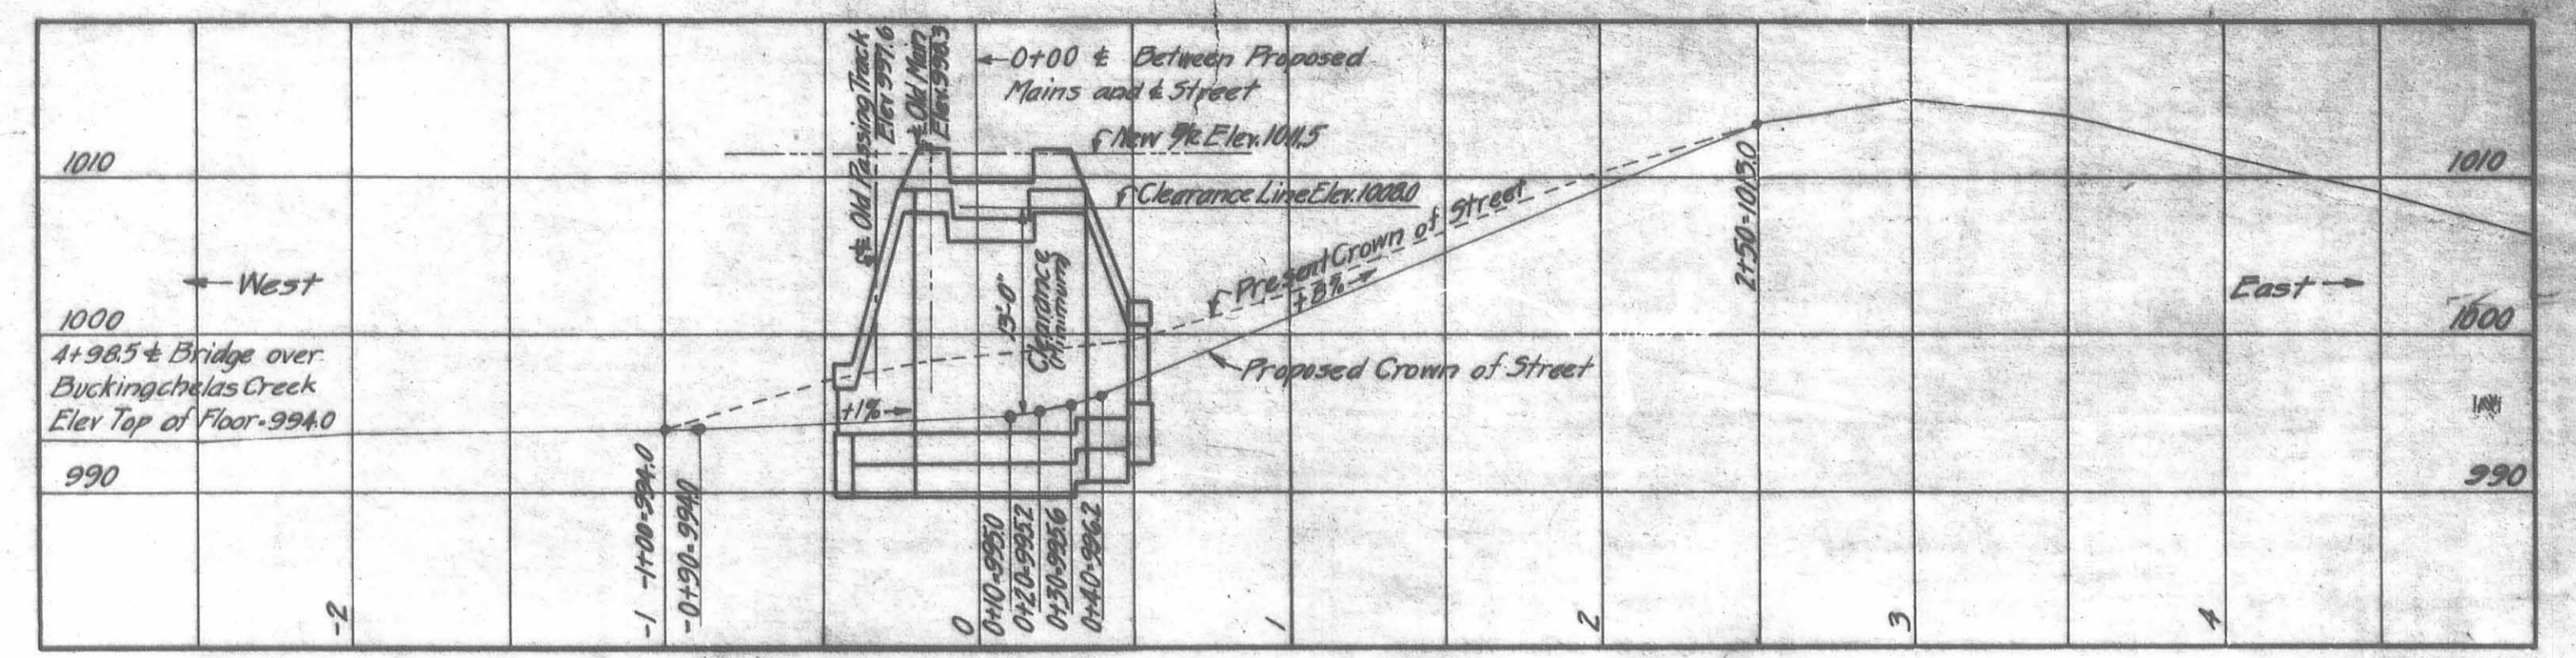 ℄ Old Passing Track
Elev. 997.6
℄ Old Main
Elev. 998.3
←0+00 ℄ Between Proposed
Mains and ℄ Street
New B/R Elev. 1011.5
1010
1010
Clearance Line Elev. 1008.0
Present Crown of Street
+8%→
2+50=1013.0
←West
East→
13'-0"
Clearance
Minimum
1000
1000
4+98.5 ℄ Bridge over
Buckingchelas Creek
Elev Top of Floor=994.0
Proposed Crown of Street
+1%→
990
990
-1+00=994.0
-0+90=994.0
0+10=995.0
0+20=995.2
0+30=995.6
0+40=996.2
-2
-1
0
1
2
3
4